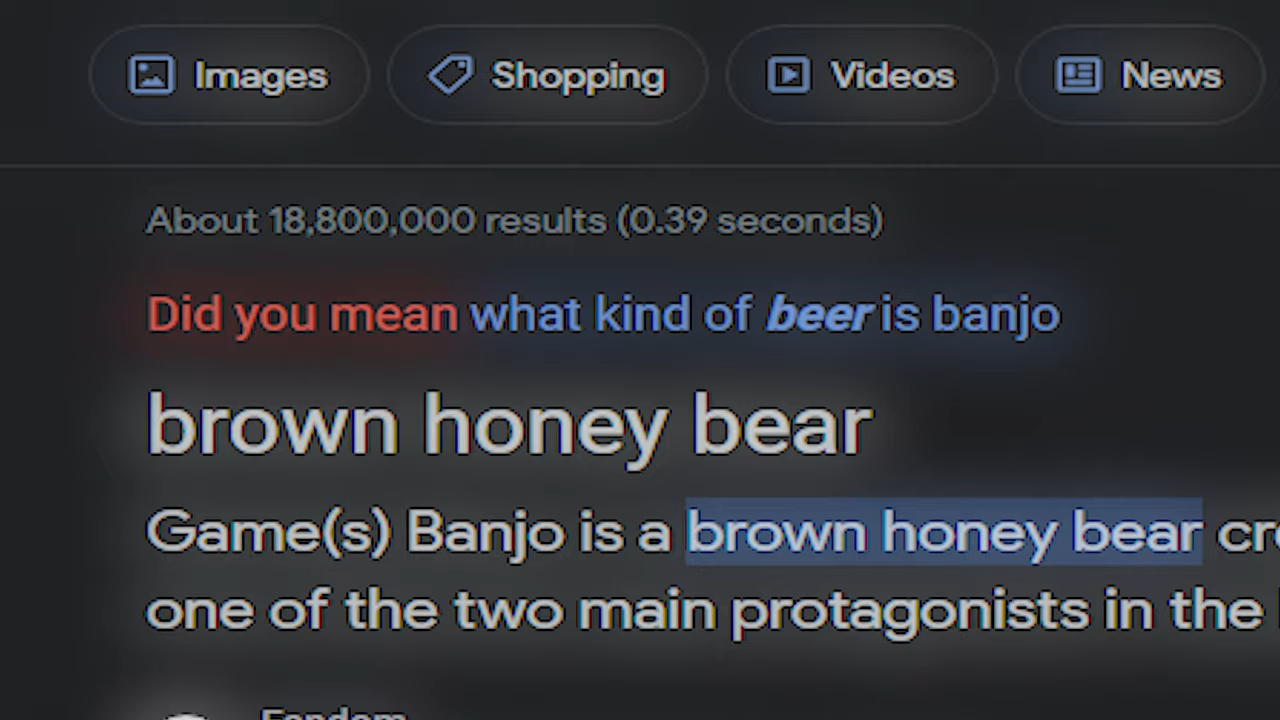 Images Shopping Videos News
About 18,800,000 results (0.39 seconds)
Did you mean what kind of beer is banjo
brown honey bear
Game(s) Banjo is a brown honey bear
one of the two main protagonists in the
Fandom